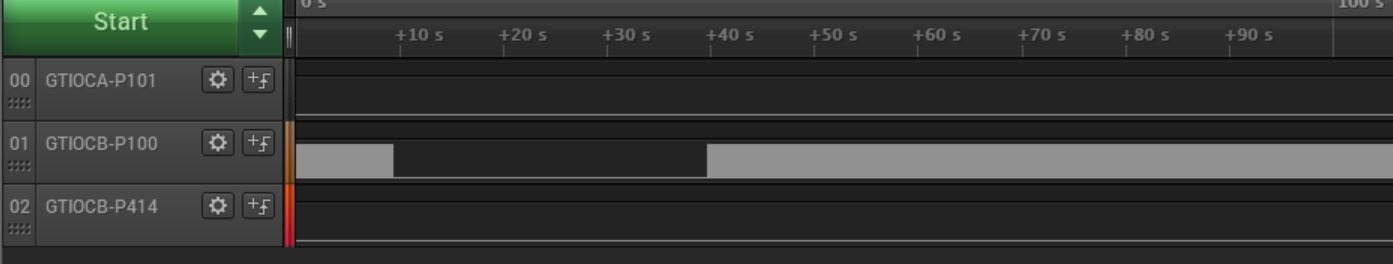 0 s 100 s
Start
+10 s +20 s +30 s +40 s +50 s +60 s +70 s +80 s +90 s
00 GTIOCA-P101
01 GTIOCB-P100
02 GTIOCB-P414